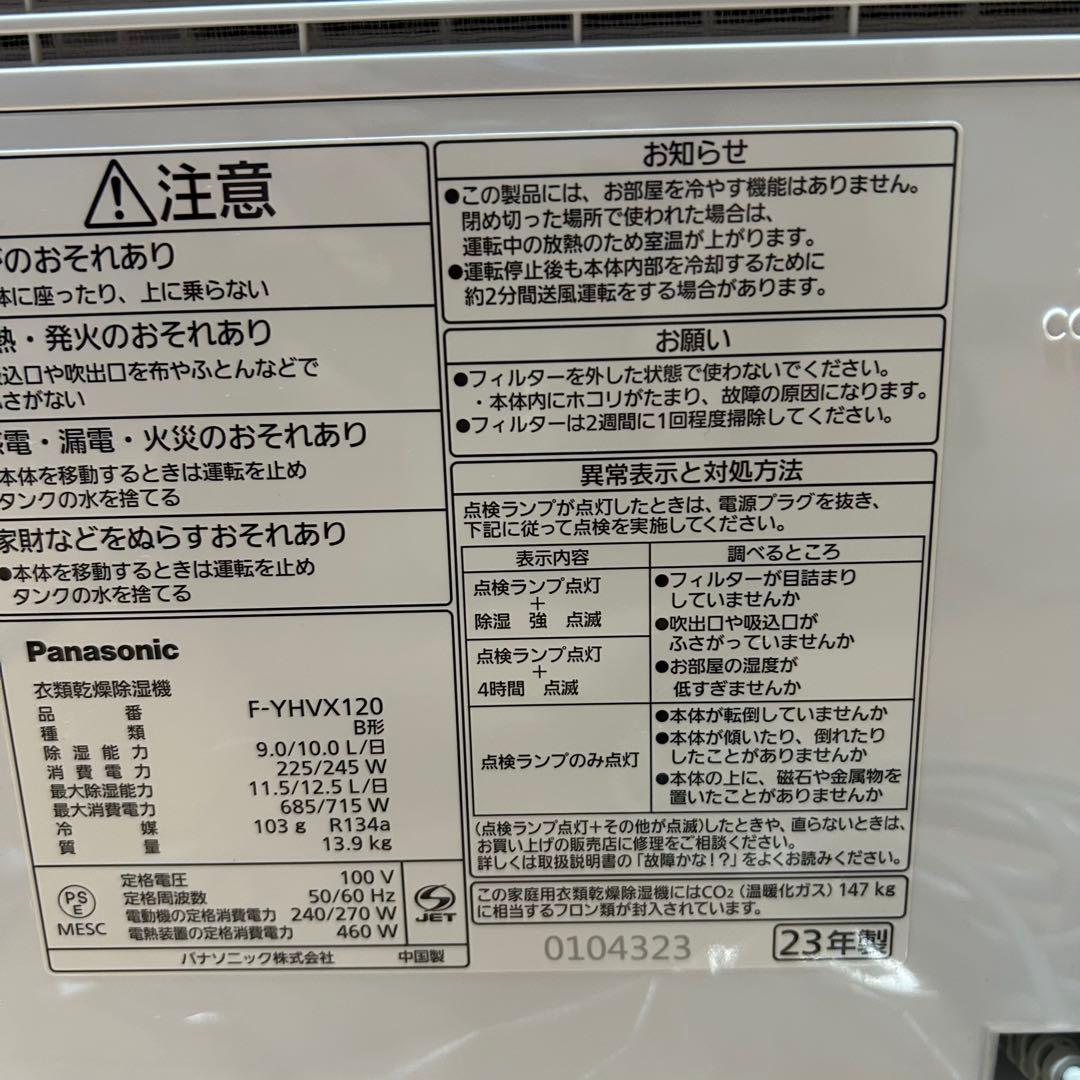 注意
のおそれあり
体に座ったり、上に乗らない
熱・発火のおそれあり
吸込口や吹出口を布やふとんなどで
ふさがない
感電・漏電・火災のおそれあり
本体を移動するときは運転を止め
タンクの水を捨てる
家財などをぬらすおそれあり
●本体を移動するときは運転を止め
タンクの水を捨てる
Panasonic
衣類乾燥除湿機
品番 F-YHVX120
種類 B形
除湿能力 9.0/10.0 L/日
消費電力 225/245 W
最大除湿能力 11.5/12.5 L/日
最大消費電力 685/715 W
冷媒 103 g R134a
質量 13.9 kg
PS
E
MESC
定格電圧 100 V
定格周波数 50/60 Hz
電動機の定格消費電力 240/270 W
電熱装置の定格消費電力 460 W
JET
パナソニック株式会社 中国製
お知らせ
●この製品には、お部屋を冷やす機能はありません。
閉め切った場所で使われた場合は、
運転中の放熱のため室温が上がります。
●運転停止後も本体内部を冷却するために
約2分間送風運転をする場合があります。
お願い
●フィルターを外した状態で使わないでください。
・本体内にホコリがたまり、故障の原因になります。
●フィルターは2週間に1回程度掃除してください。
異常表示と対処方法
点検ランプが点灯したときは、電源プラグを抜き、
下記に従って点検を実施してください。
表示内容 調べるところ
点検ランプ点灯
+
除湿 強 点滅
点検ランプ点灯
+
4時間 点滅
●フィルターが目詰まり
していませんか
●吹出口や吸込口が
ふさがっていませんか
●お部屋の湿度が
低すぎませんか
点検ランプのみ点灯
●本体が転倒していませんか
●本体が傾いたり、倒れたり
したことがありませんか
●本体の上に、磁石や金属物を
置いたことがありませんか
(点検ランプ点灯+その他が点滅)したときや、直らないときは、
お買い上げの販売店に修理をご相談ください。
詳しくは取扱説明書の「故障かな!?」をよくお読みください。
この家庭用衣類乾燥除湿機にはCO₂(温暖化ガス)147 kg
に相当するフロン類が封入されています。
0104323
23年製